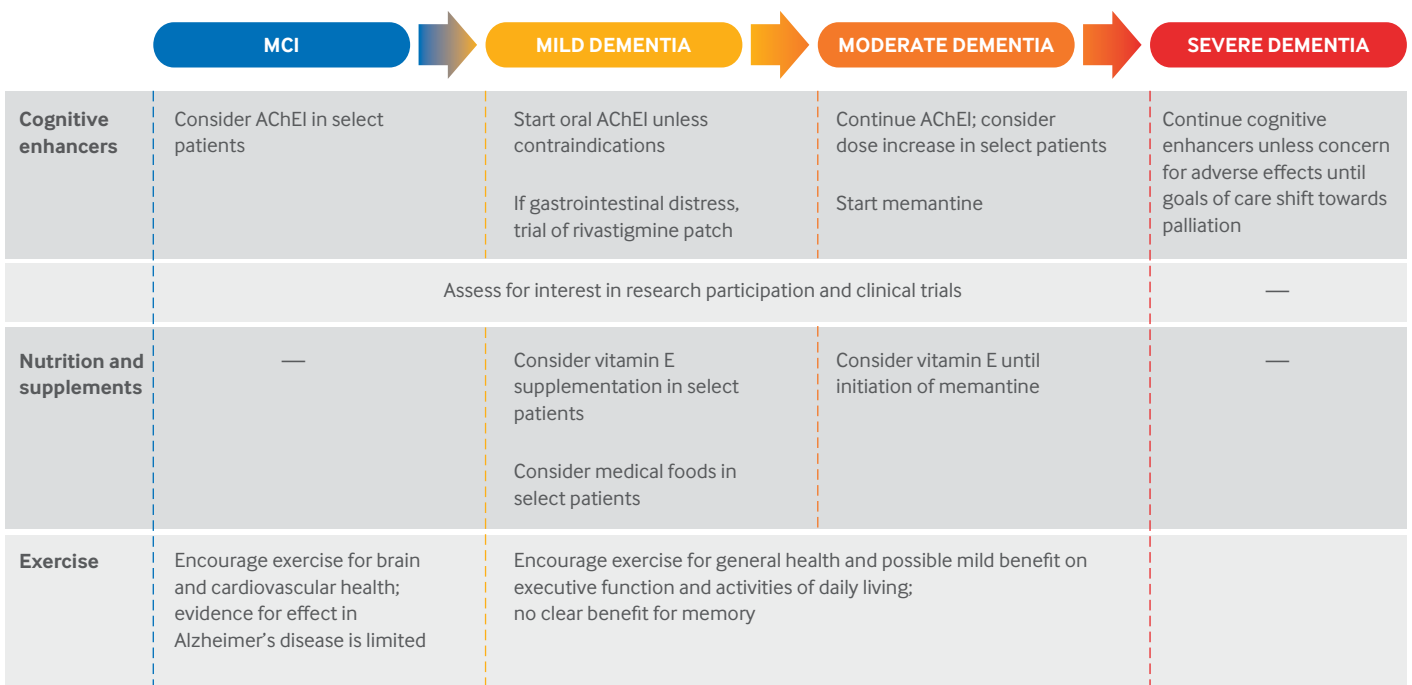 MCI
MILD DEMENTIA
MODERATE DEMENTIA
SEVERE DEMENTIA
Cognitive
enhancers
Consider AChEI in select
patients
Start oral AChEI unless
contraindications
If gastrointestinal distress,
trial of rivastigmine patch
Continue AChEI; consider
dose increase in select patients
Start memantine
Continue cognitive
enhancers unless concern
for adverse effects until
goals of care shift towards
palliation
Assess for interest in research participation and clinical trials
—
Nutrition and
supplements
—
Consider vitamin E
supplementation in select
patients
Consider medical foods in
select patients
Consider vitamin E until
initiation of memantine
—
Exercise
Encourage exercise for brain
and cardiovascular health;
evidence for effect in
Alzheimer’s disease is limited
Encourage exercise for general health and possible mild benefit on
executive function and activities of daily living;
no clear benefit for memory